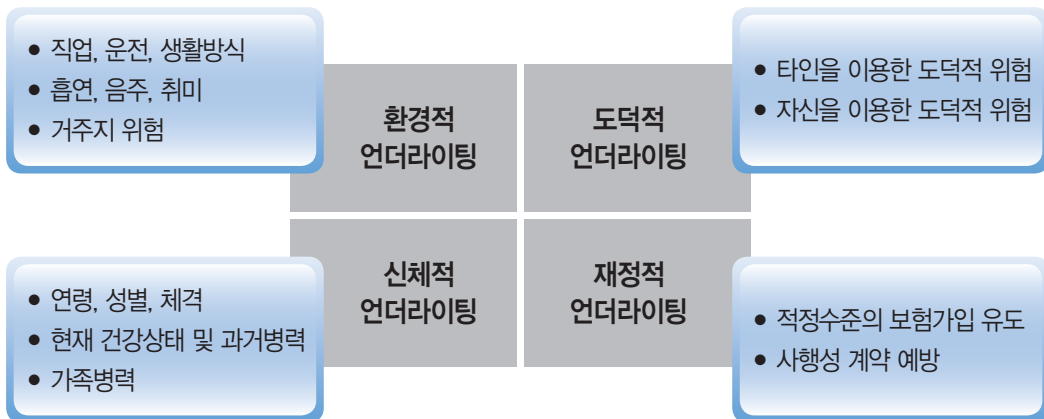 • 직업, 운전, 생활방식
• 흡연, 음주, 취미
• 거주지 위험
환경적
언더라이팅
도덕적
언더라이팅
• 타인을 이용한 도덕적 위험
• 자신을 이용한 도덕적 위험
• 연령, 성별, 체격
• 현재 건강상태 및 과거병력
• 가족병력
신체적
언더라이팅
재정적
언더라이팅
• 적정수준의 보험가입 유도
• 사행성 계약 예방